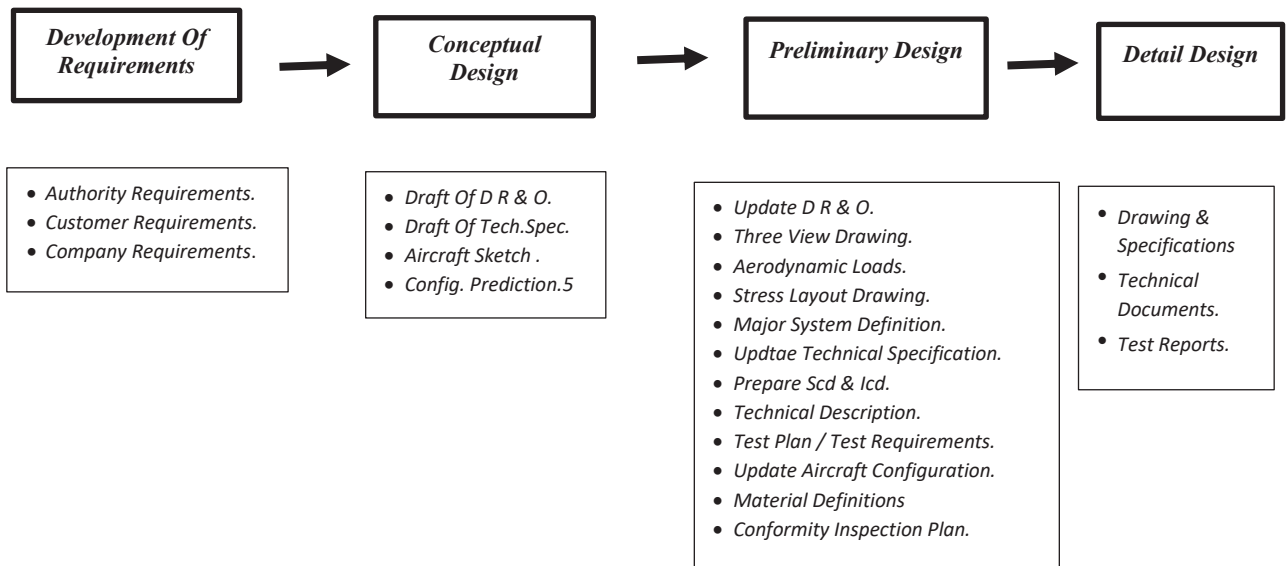 Development Of
Requirements
Conceptual
Design
Preliminary Design
Detail Design
• Authority Requirements.
• Customer Requirements.
• Company Requirements.
• Draft Of D R & O.
• Draft Of Tech.Spec.
• Aircraft Sketch .
• Config. Prediction.5
• Update D R & O.
• Three View Drawing.
• Aerodynamic Loads.
• Stress Layout Drawing.
• Major System Definition.
• Updtae Technical Specification.
• Prepare Scd & Icd.
• Technical Description.
• Test Plan / Test Requirements.
• Update Aircraft Configuration.
• Material Definitions
• Conformity Inspection Plan.
• Drawing &
Specifications
• Technical
Documents.
• Test Reports.